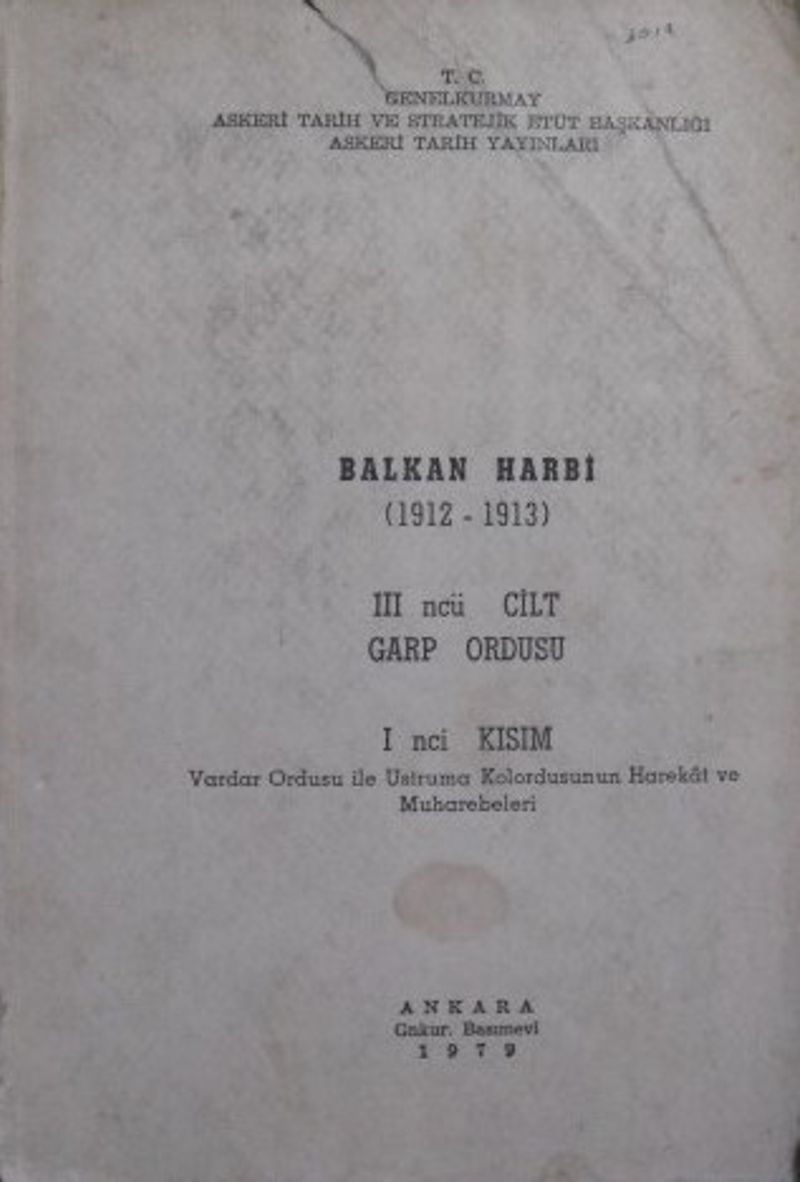 T. C.
GENELKURMAY
ASKERİ TARİH VE STRATEJİK ETÜT BAŞKANLIĞI
ASKERİ TARİH YAYINLARI
BALKAN HARBİ
(1912 - 1913)
III ncü CİLT
GARP ORDUSU
I nci KISIM
Vardar Ordusu ile Ustruma Kolordusunun Harekât ve
Muharebeleri
ANKARA
Gnkur. Basımevi
1979